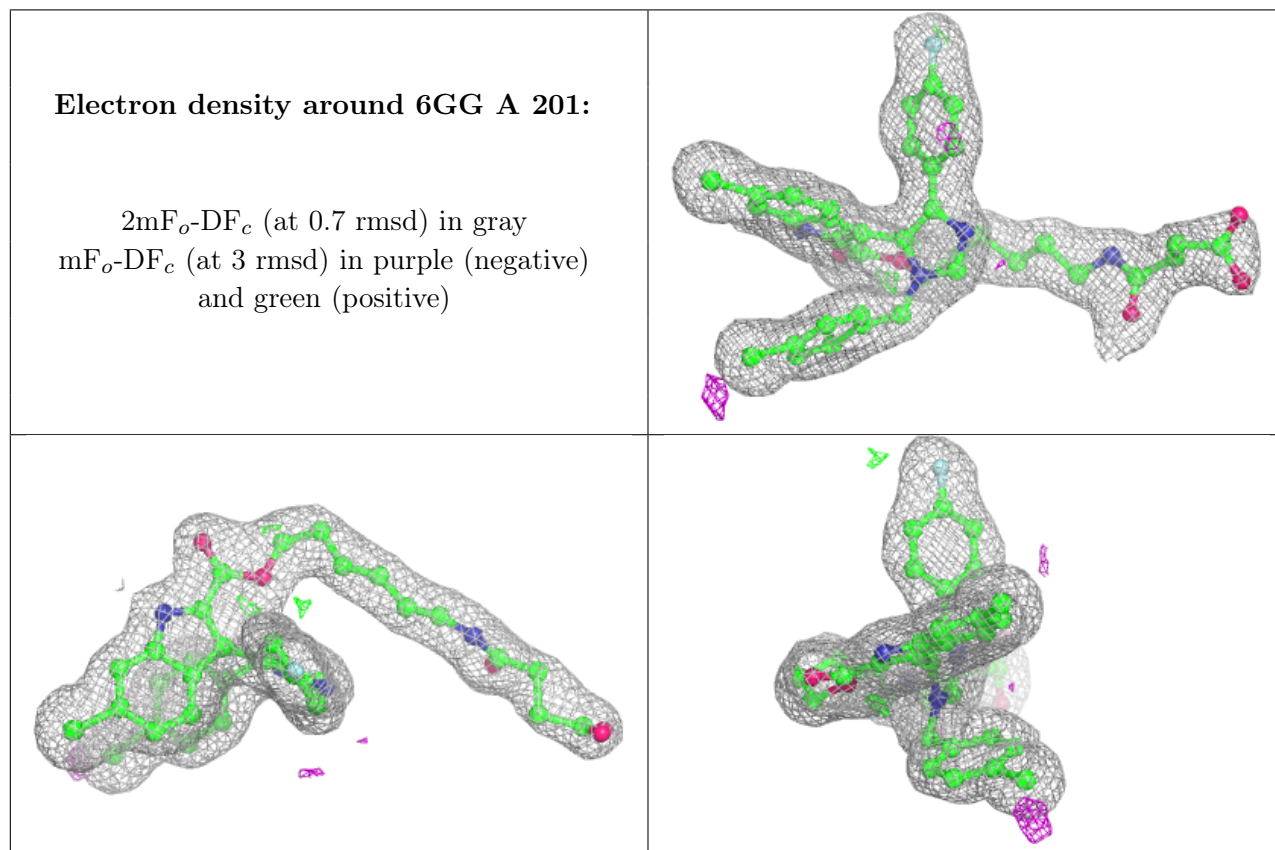 Electron density around 6GG A 201:
2mFo-DFc (at 0.7 rmsd) in gray
mFo-DFc (at 3 rmsd) in purple (negative)
and green (positive)